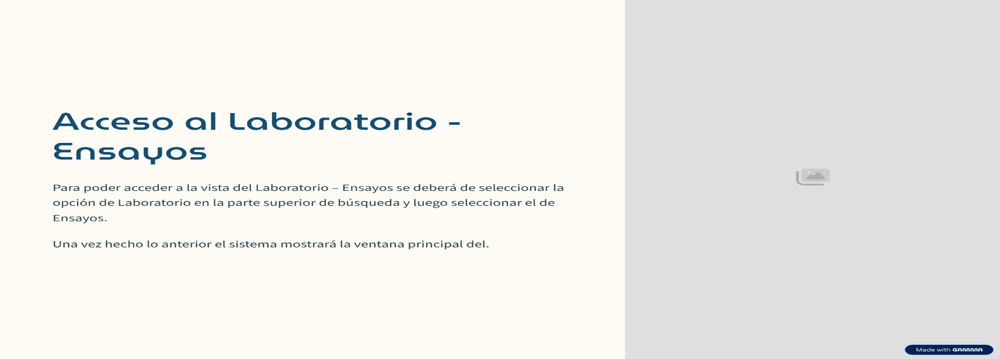 Acceso al Laboratorio -
Ensayos
Para poder acceder a la vista del Laboratorio – Ensayos se deberá de seleccionar la
opción de Laboratorio en la parte superior de búsqueda y luego seleccionar el de
Ensayos.
Una vez hecho lo anterior el sistema mostrará la ventana principal del.
Made with GAMMA